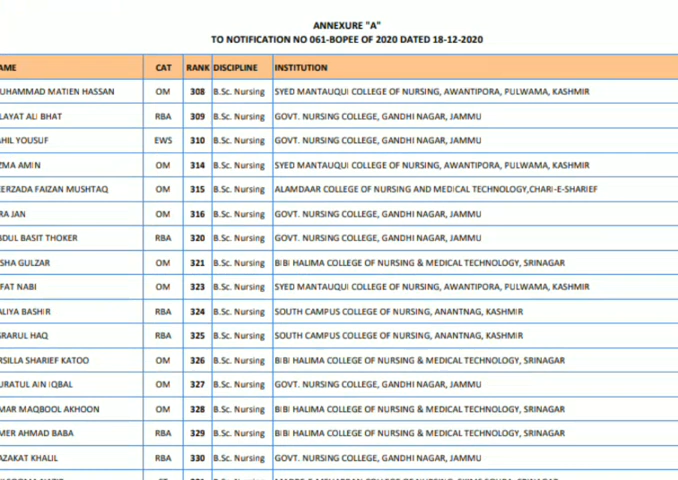 ANNEXURE "A"
TO NOTIFICATION NO 061-BOPEE OF 2020 DATED 18-12-2020
AME CAT RANK DISCIPLINE INSTITUTION
UHAMMAD MATIEN HASSAN OM 308 B.Sc. Nursing SYED MANTAUQUI COLLEGE OF NURSING, AWANTIPORA, PULWAMA, KASHMIR
LAYAT ALI BHAT RBA 309 B.Sc. Nursing GOVT. NURSING COLLEGE, GANDHI NAGAR, JAMMU
AHIL YOUSUF EWS 310 B.Sc. Nursing GOVT. NURSING COLLEGE, GANDHI NAGAR, JAMMU
ZMA AMIN OM 314 B.Sc. Nursing SYED MANTAUQUI COLLEGE OF NURSING, AWANTIPORA, PULWAMA, KASHMIR
EERZADA FAIZAN MUSHTAQ OM 315 B.Sc. Nursing ALAMDAAR COLLEGE OF NURSING AND MEDICAL TECHNOLOGY,CHARI-E-SHARIEF
RA JAN OM 316 B.Sc. Nursing GOVT. NURSING COLLEGE, GANDHI NAGAR, JAMMU
BDUL BASIT THOKER RBA 320 B.Sc. Nursing GOVT. NURSING COLLEGE, GANDHI NAGAR, JAMMU
SHA GULZAR OM 321 B.Sc. Nursing BIBI HALIMA COLLEGE OF NURSING & MEDICAL TECHNOLOGY, SRINAGAR
FAT NABI OM 323 B.Sc. Nursing SYED MANTAUQUI COLLEGE OF NURSING, AWANTIPORA, PULWAMA, KASHMIR
ALIYA BASHIR RBA 324 B.Sc. Nursing SOUTH CAMPUS COLLEGE OF NURSING, ANANTNAG, KASHMIR
SRARUL HAQ RBA 325 B.Sc. Nursing SOUTH CAMPUS COLLEGE OF NURSING, ANANTNAG, KASHMIR
RSILLA SHARIEF KATOO OM 326 B.Sc. Nursing BIBI HALIMA COLLEGE OF NURSING & MEDICAL TECHNOLOGY, SRINAGAR
URATUL AIN IQBAL OM 327 B.Sc. Nursing GOVT. NURSING COLLEGE, GANDHI NAGAR, JAMMU
MAR MAQBOOL AKHOON OM 328 B.Sc. Nursing BIBI HALIMA COLLEGE OF NURSING & MEDICAL TECHNOLOGY, SRINAGAR
MER AHMAD BABA RBA 329 B.Sc. Nursing BIBI HALIMA COLLEGE OF NURSING & MEDICAL TECHNOLOGY, SRINAGAR
AZAKAT KHALIL RBA 330 B.Sc. Nursing GOVT. NURSING COLLEGE, GANDHI NAGAR, JAMMU